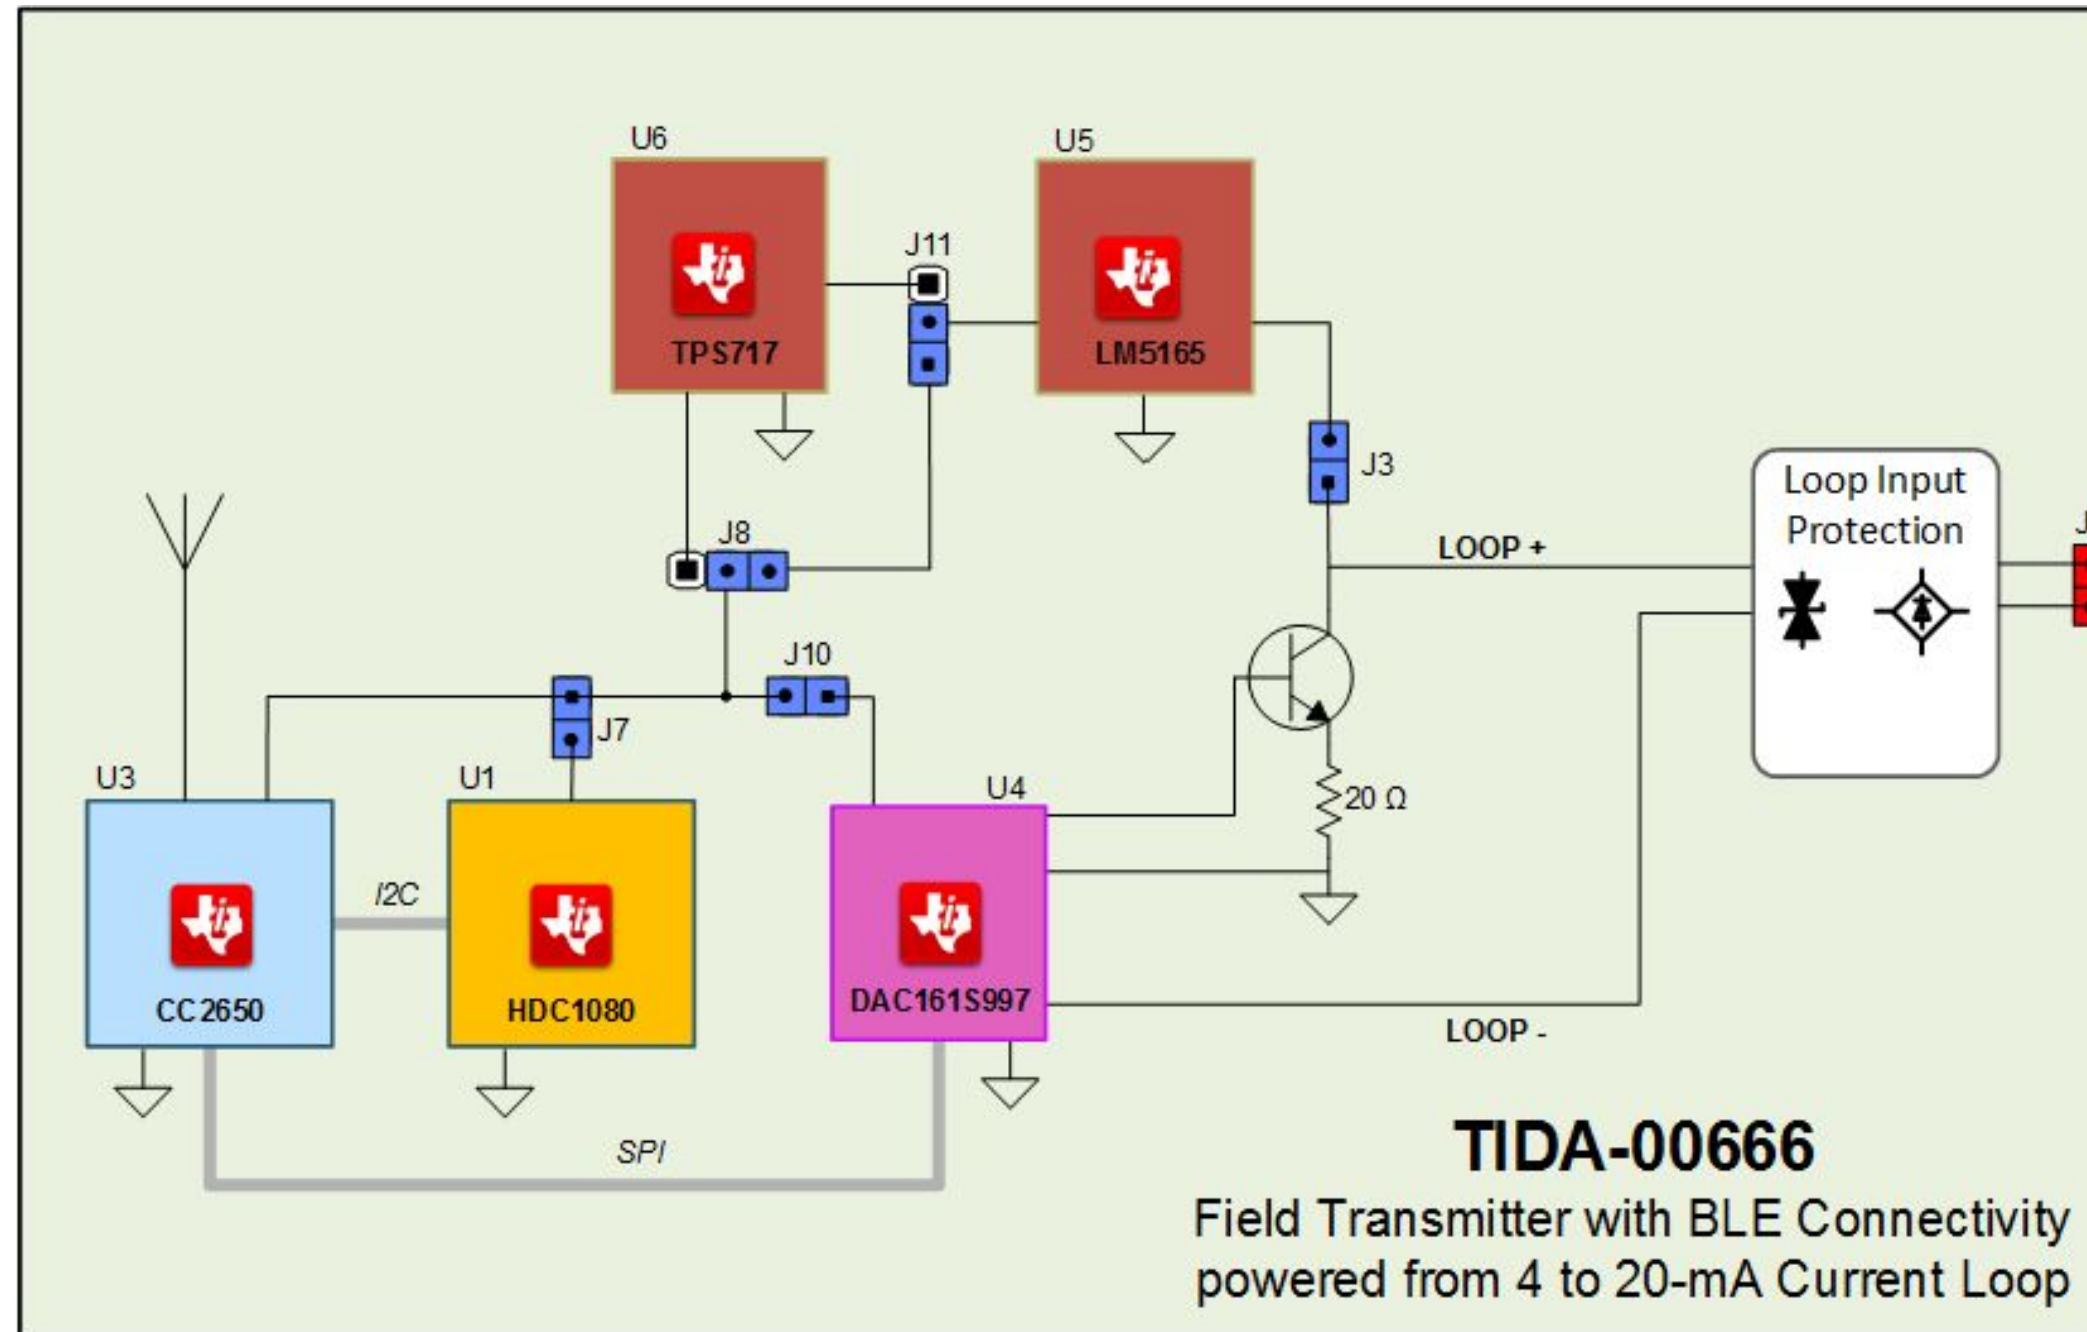 U6
U5
J11
TPS717
LM5165
J3
Loop Input
Protection
J8
LOOP +
J10
J7
U3
U1
U4
20 Ω
I2C
CC2650
HDC1080
DAC161S997
LOOP -
SPI
TIDA-00666
Field Transmitter with BLE Connectivity
powered from 4 to 20-mA Current Loop